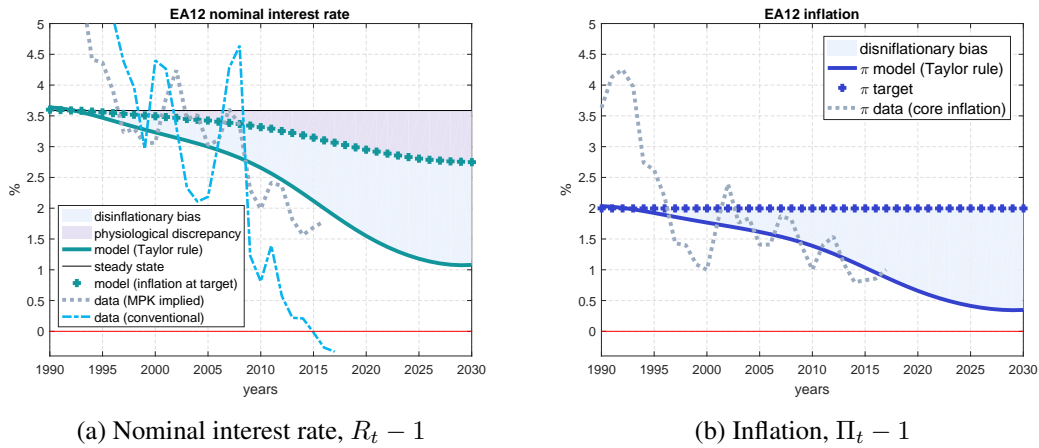 EA12 nominal interest rate
5
4.5
4
3.5
3
2.5
2
1.5
1
0.5
0
%
disinflationary bias
physiological discrepancy
model (Taylor rule)
steady state
model (inflation at target)
data (MPK implied)
data (conventional)
1990 1995 2000 2005 2010 2015 2020 2025 2030
years
(a) Nominal interest rate, R_t − 1
EA12 inflation
5
4.5
4
3.5
3
2.5
2
1.5
1
0.5
0
%
disniflationary bias
π model (Taylor rule)
π target
π data (core inflation)
1990 1995 2000 2005 2010 2015 2020 2025 2030
years
(b) Inflation, Π_t − 1